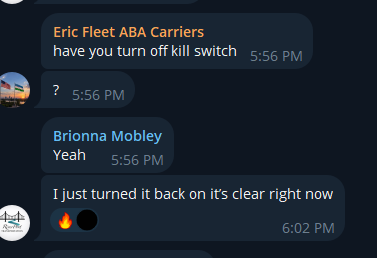 Eric Fleet ABA Carriers
have you turn off kill switch 5:56 PM
? 5:56 PM
Brionna Mobley
Yeah 5:56 PM
I just turned it back on it's clear right now
6:02 PM